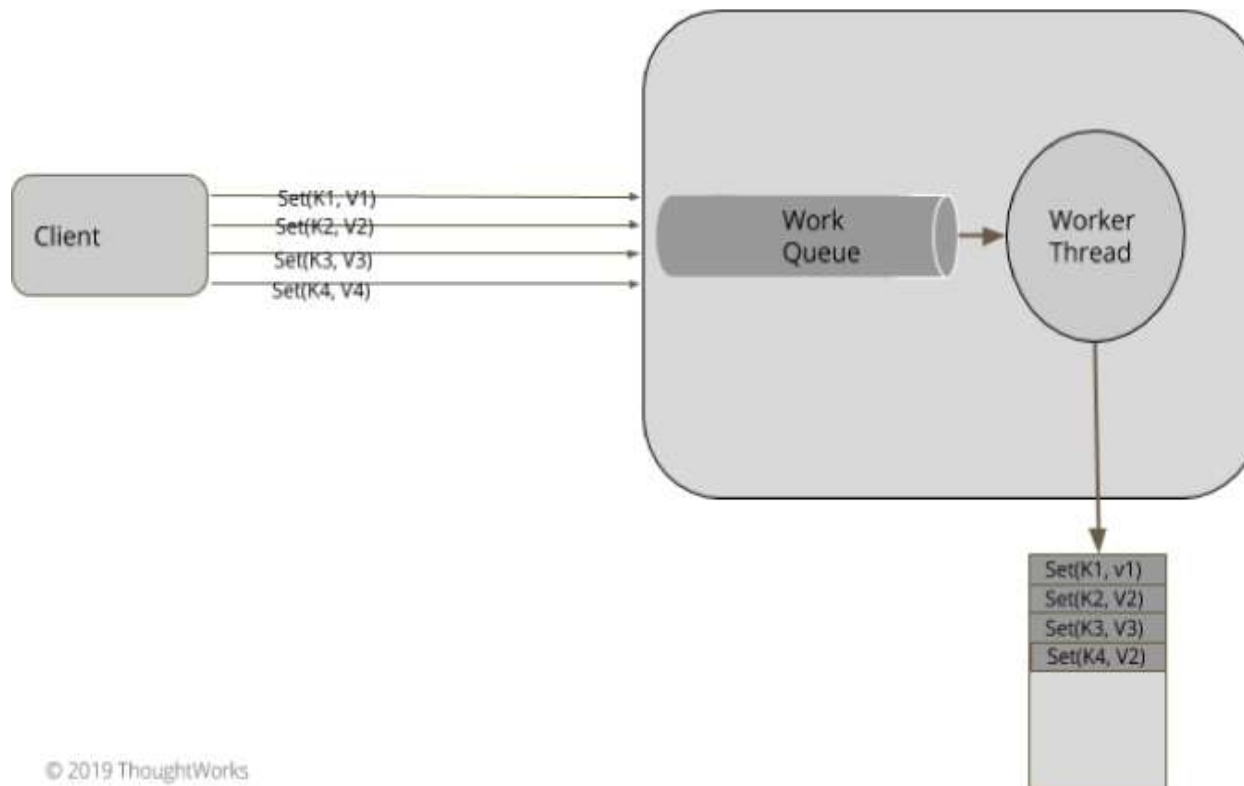 Client
Set(K1, V1)
Set(K2, V2)
Set(K3, V3)
Set(K4, V4)
Work
Queue
Worker
Thread
Set(K1, v1)
Set(K2, V2)
Set(K3, V3)
Set(K4, V2)
© 2019 ThoughtWorks